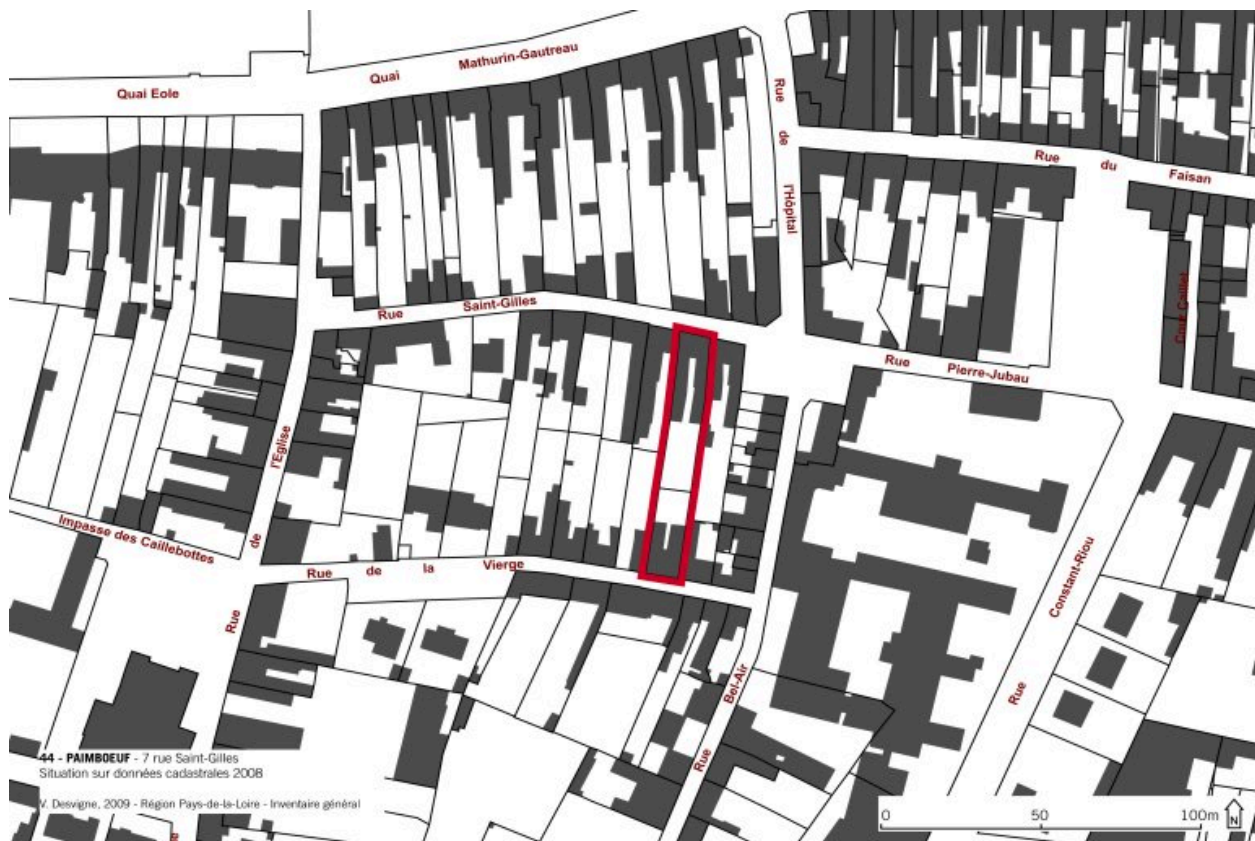 Quai Eole
Quai Mathurin-Gautreau
Rue de l'Hôpital
Rue du Faisan
Rue Saint-Gilles
Rue Pierre-Jubau
Cour Caillet
Rue de l'Eglise
Impasse des Caillebottes
Rue de la Vierge
Rue Bel-Air
Rue Constant-Riou
44 - PAIMBOEUF - 7 rue Saint-Gilles
Situation sur données cadastrales 2008
V. Desvigne, 2009 - Région Pays-de-la-Loire - Inventaire général
0 50 100m
N